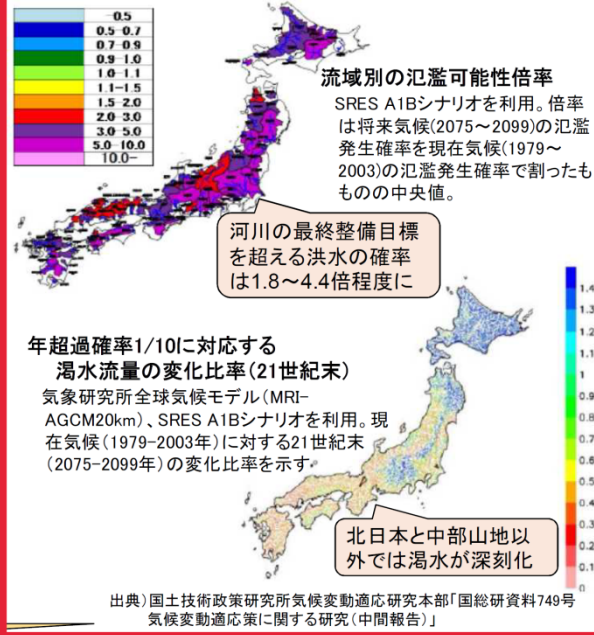 -0.5
0.5-0.7
0.7-0.9
0.9-1.0
1.0-1.1
1.1-1.5
1.5-2.0
2.0-3.0
3.0-5.0
5.0-10.0
10.0-
流域別の氾濫可能性倍率
SRES A1Bシナリオを利用。倍率
は将来気候(2075～2099)の氾濫
発生確率を現在気候(1979～
2003)の氾濫発生確率で割ったも
ものの中央値。
河川の最終整備目標
を超える洪水の確率
は1.8～4.4倍程度に
年超過確率1/10に対応する
渇水流量の変化比率(21世紀末)
気象研究所全球気候モデル(MRI-
AGCM20km)、SRES A1Bシナリオを利用。現
在気候(1979-2003年)に対する21世紀末
(2075-2099年)の変化比率を示す。
1.4
1.3
1.2
1.1
1
0.9
0.8
0.7
0.6
0.5
0.4
0.3
0.2
0.1
0
北日本と中部山地以
外では渇水が深刻化
出典)国土技術政策研究所気候変動適応研究本部「国総研資料749号
気候変動適応策に関する研究(中間報告)」